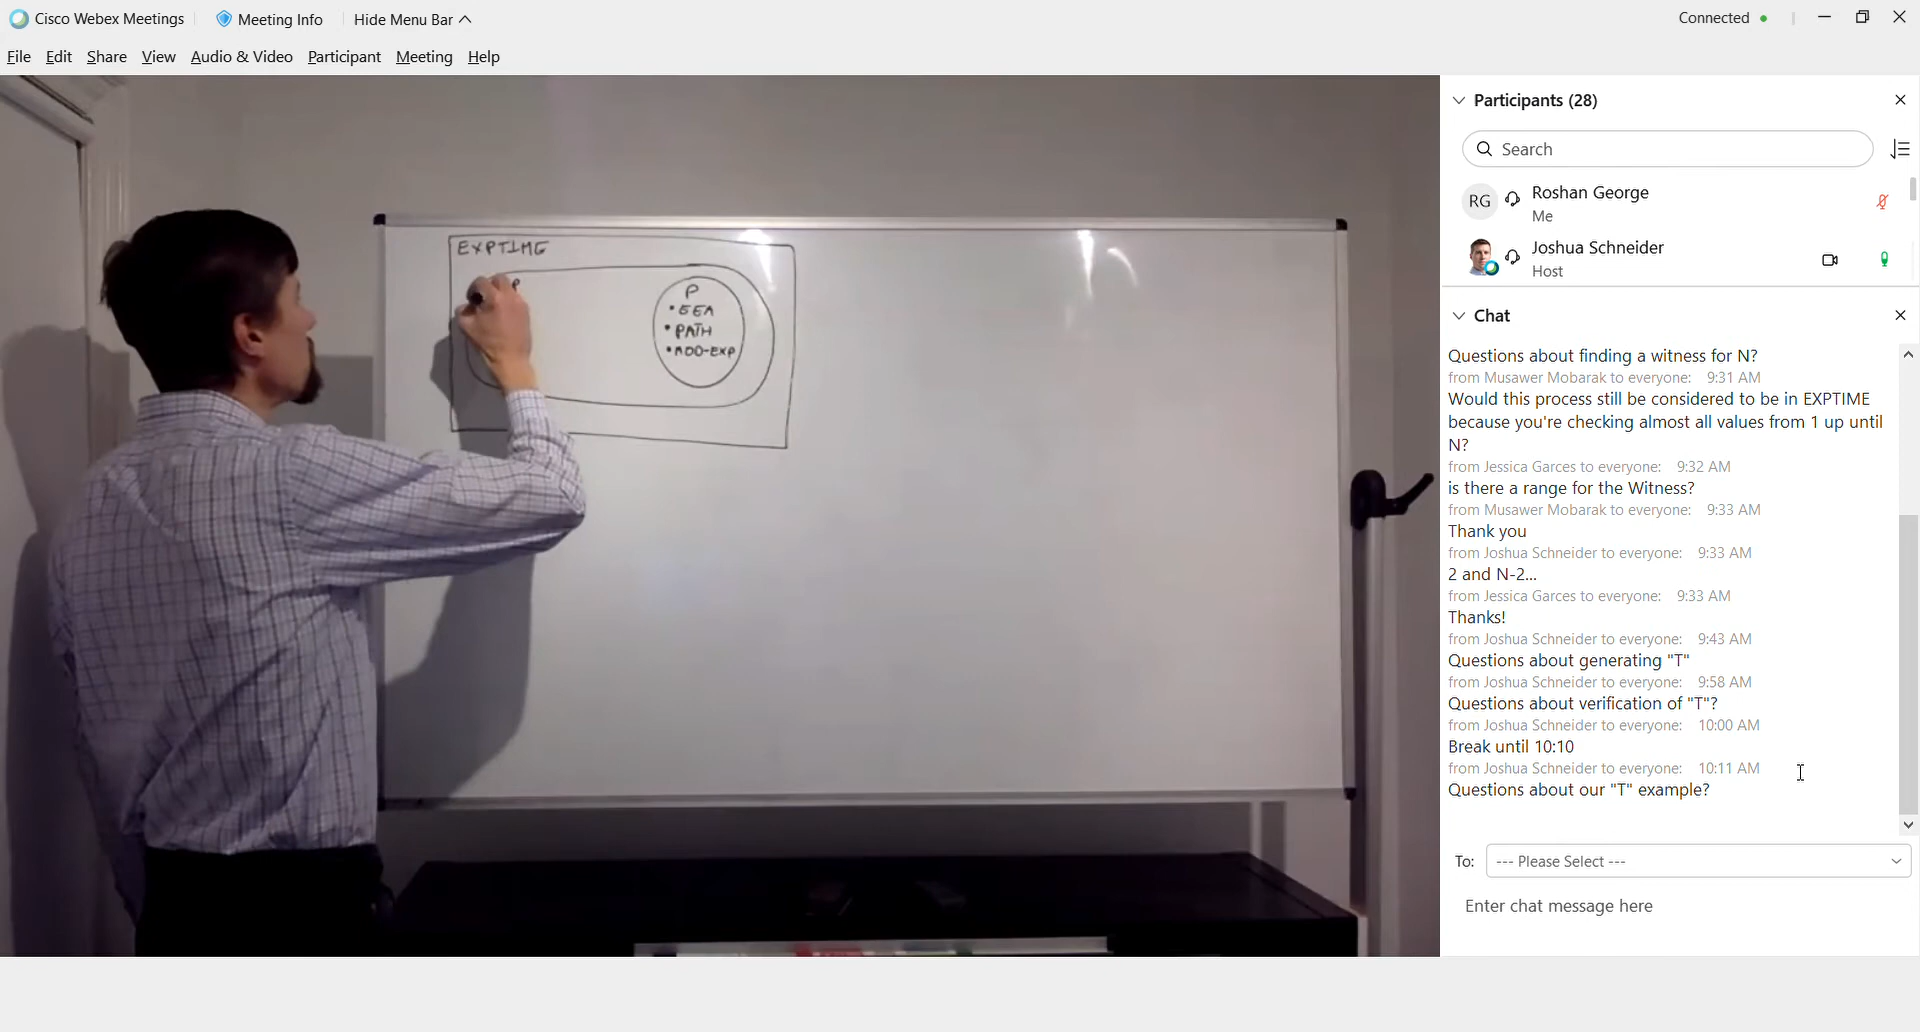 Cisco Webex Meetings
Meeting Info
Hide Menu Bar
Connected
File Edit Share View Audio & Video Participant Meeting Help
EXPTIME
P
P
• EEA
• PATH
• MOD-EXP
Participants (28)
Search
RG
Roshan George
Me
Joshua Schneider
Host
Chat
Questions about finding a witness for N?
from Musawer Mobarak to everyone: 9:31 AM
Would this process still be considered to be in EXPTIME
because you're checking almost all values from 1 up until
N?
from Jessica Garces to everyone: 9:32 AM
is there a range for the Witness?
from Musawer Mobarak to everyone: 9:33 AM
Thank you
from Joshua Schneider to everyone: 9:33 AM
2 and N-2...
from Jessica Garces to everyone: 9:33 AM
Thanks!
from Joshua Schneider to everyone: 9:43 AM
Questions about generating "T"
from Joshua Schneider to everyone: 9:58 AM
Questions about verification of "T"?
from Joshua Schneider to everyone: 10:00 AM
Break until 10:10
from Joshua Schneider to everyone: 10:11 AM
Questions about our "T" example?
To: --- Please Select ---
Enter chat message here